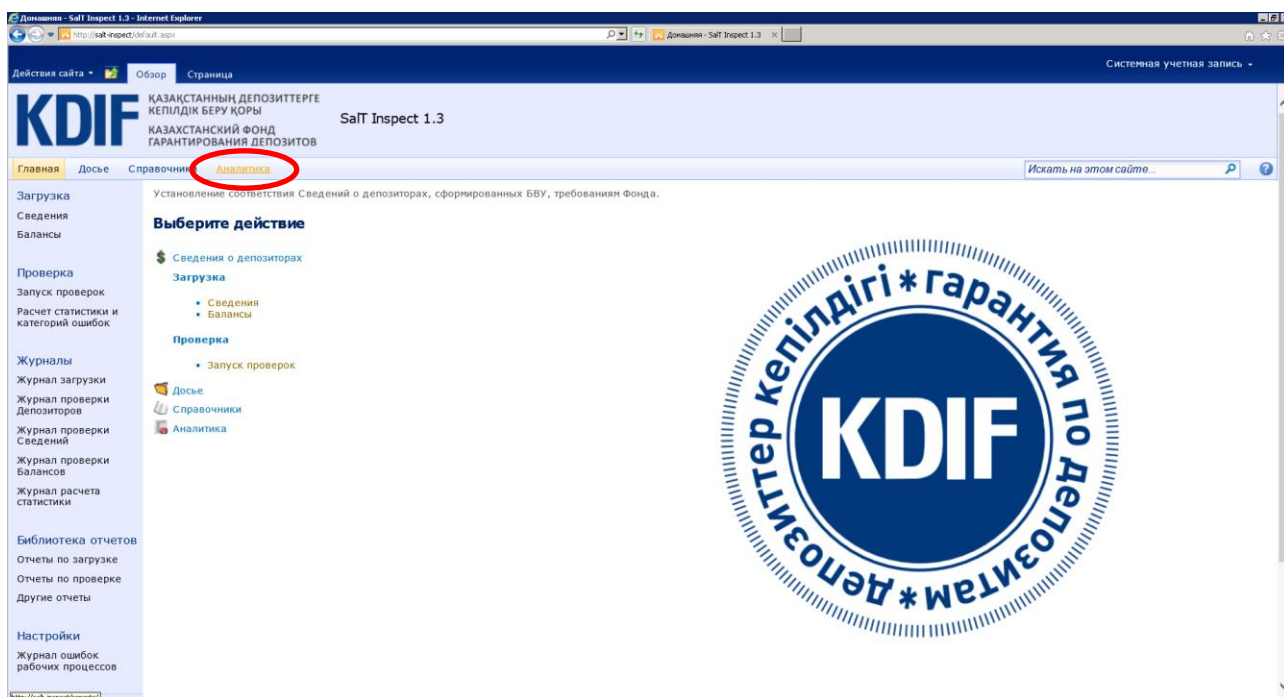 Домашняя - SalT Inspect 1.3 - Internet Explorer
http://salt-inspect/default.aspx
Домашняя - SalT Inspect 1.3
Системная учетная запись
Действия сайта Обзор Страница
KDIF
ҚАЗАҚСТАННЫҢ ДЕПОЗИТТЕРГЕ
КЕПІЛДІК БЕРУ ҚОРЫ
КАЗАХСТАНСКИЙ ФОНД
ГАРАНТИРОВАНИЯ ДЕПОЗИТОВ
SalT Inspect 1.3
Главная Досье Справочники Аналитика
Искать на этом сайте...
Загрузка
Сведения
Балансы
Проверка
Запуск проверок
Расчет статистики и
категорий ошибок
Журналы
Журнал загрузки
Журнал проверки
Депозиторов
Журнал проверки
Сведений
Журнал проверки
Балансов
Журнал расчета
статистики
Библиотека отчетов
Отчеты по загрузке
Отчеты по проверке
Другие отчеты
Настройки
Журнал ошибок
рабочих процессов
Установление соответствия Сведений о депозиторах, сформированных БВУ, требованиям Фонда.
Выберите действие
Сведения о депозиторах
Загрузка
• Сведения
• Балансы
Проверка
• Запуск проверок
Досье
Справочники
Аналитика
депозиттер кепілдігі * гарантия по депозитам *
KDIF